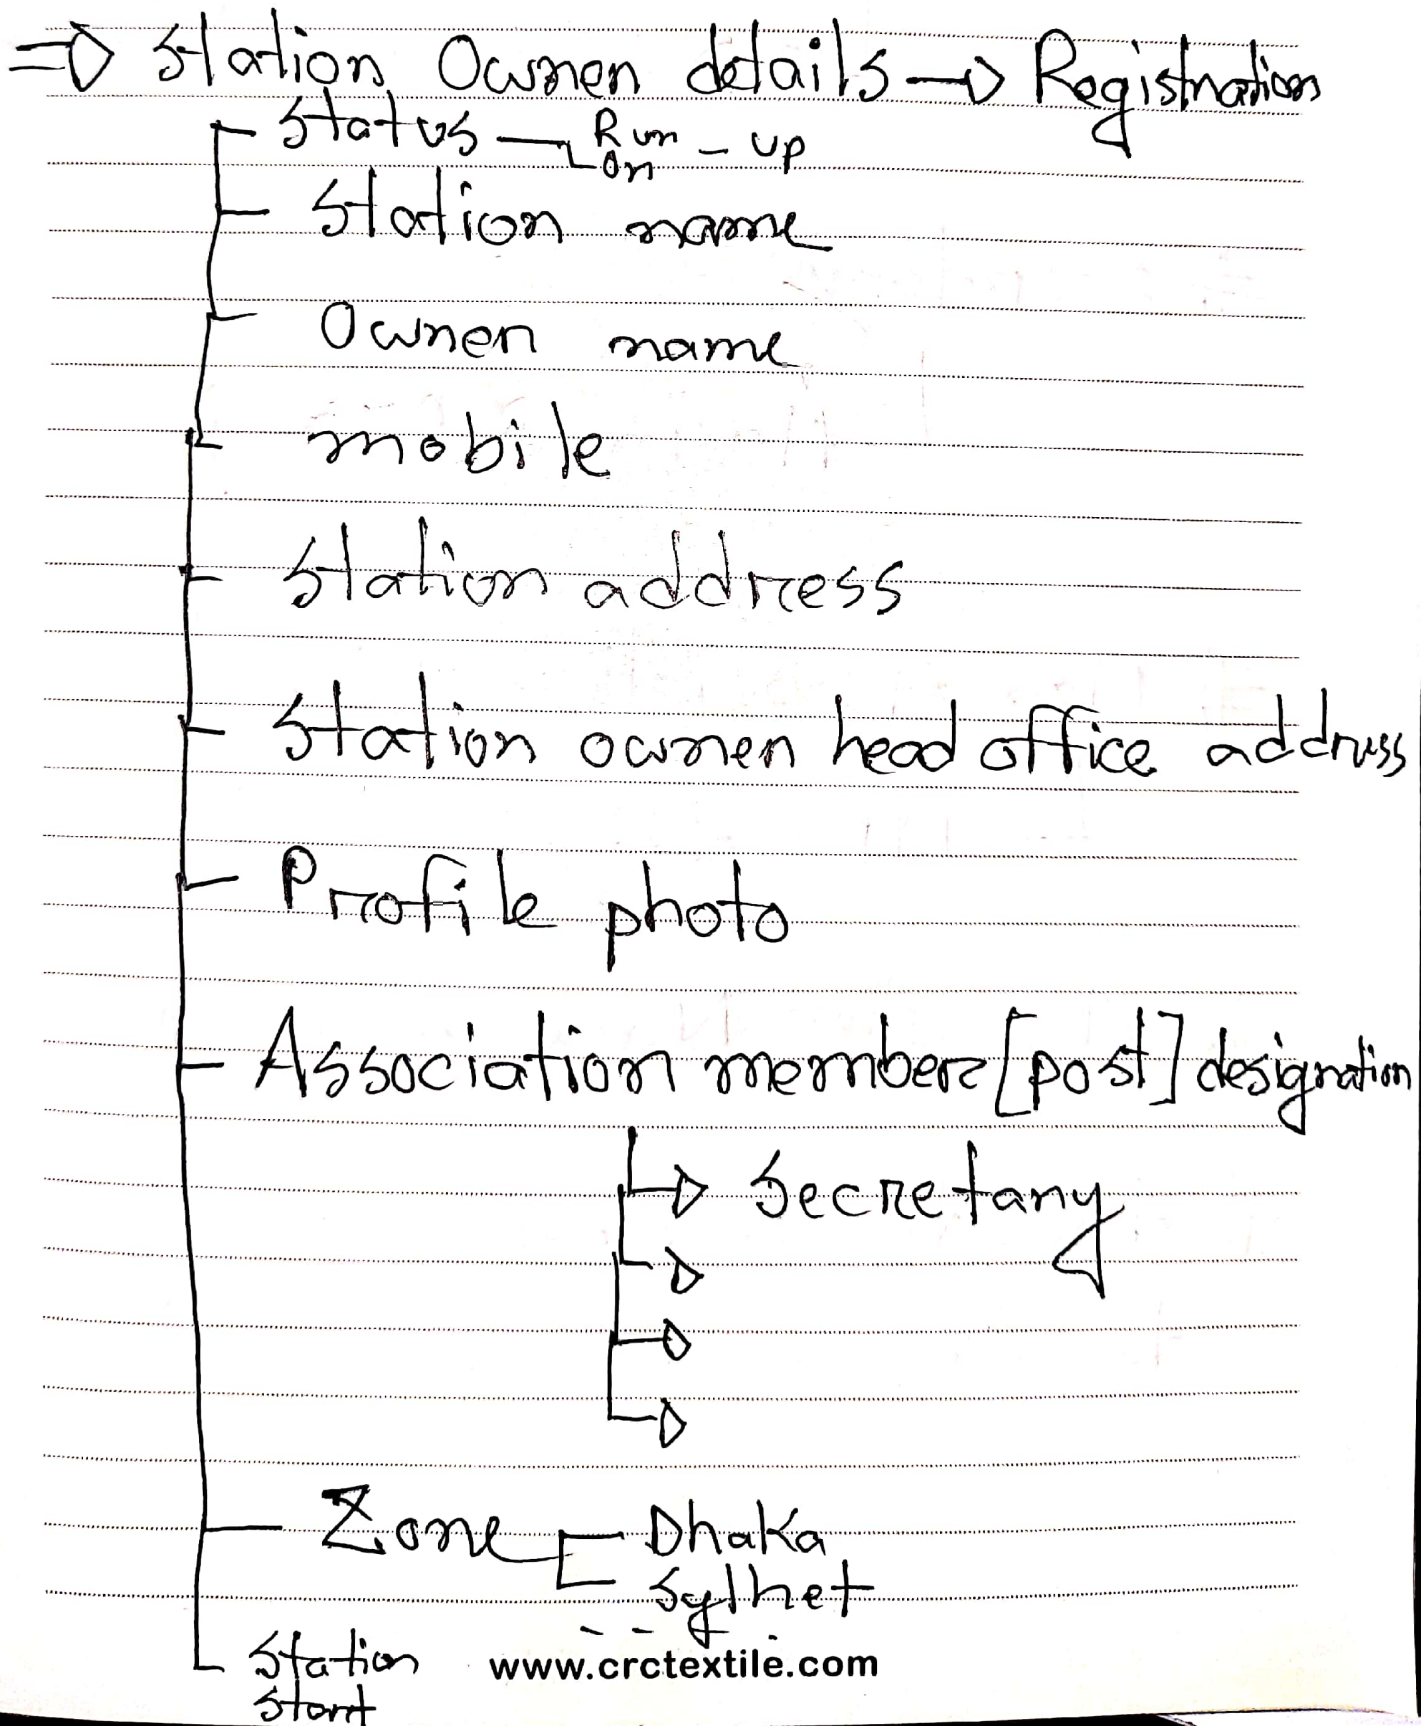 Station Owner details → Registration
Status - Run - up
On
Station name
Owner name
mobile
Station address
Station owner head office address
Profile photo
Association member [post] designation
Secretary
Zone Dhaka
Sylhet
Station
Start
www.crctextile.com